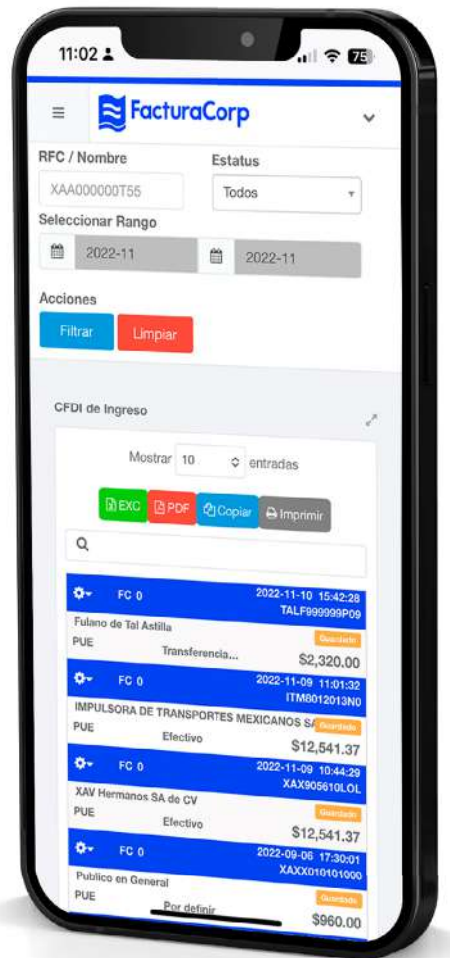 11:02
75
FacturaCorp
RFC / Nombre
Estatus
XAA000000T55
Todos
Seleccionar Rango
2022-11
2022-11
Acciones
Filtrar
Limpiar
CFDI de Ingreso
Mostrar 10 entradas
EXC PDF Copiar Imprimir
FC 0
2022-11-10 15:42:28
TALF999999P09
Fulano de Tal Astilla
Guardado
PUE
Transferencia...
$2,320.00
FC 0
2022-11-09 11:01:32
ITM8012013N0
IMPULSORA DE TRANSPORTES MEXICANOS SA
Guardado
PUE
Efectivo
$12,541.37
FC 0
2022-11-09 10:44:29
XAX905610LOL
XAV Hermanos SA de CV
Guardado
PUE
Efectivo
$12,541.37
FC 0
2022-09-06 17:30:01
XAXX010101000
Publico en General
Guardado
PUE
Por definir
$960.00